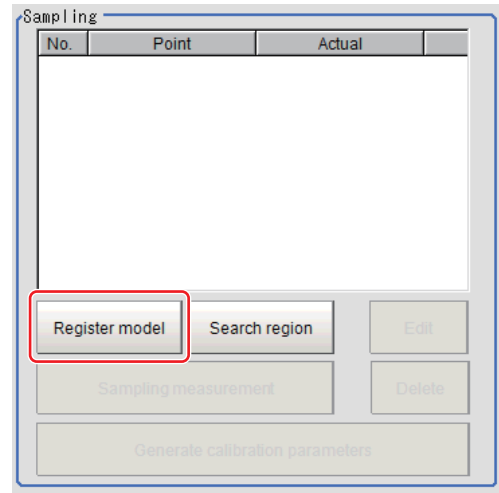 Sampling
No. Point Actual
Register model Search region Edit
Sampling measurement Delete
Generate calibration parameters